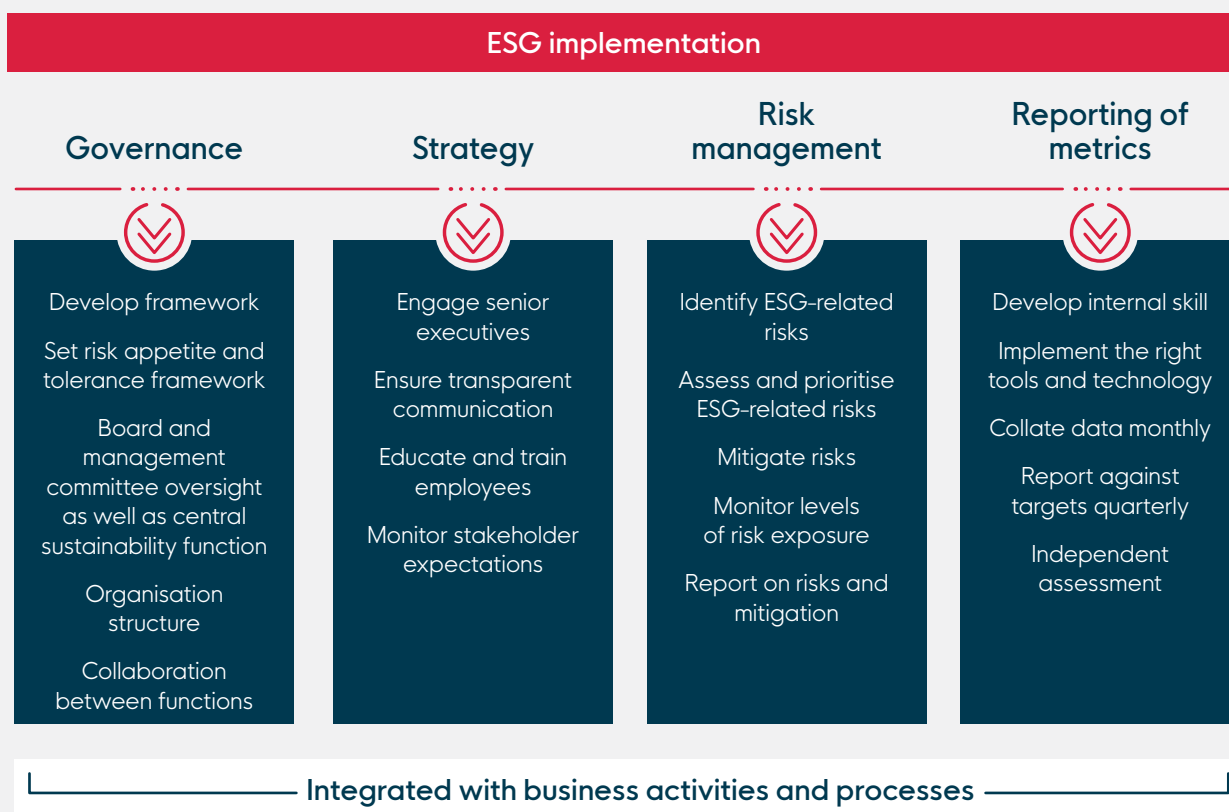 ESG implementation
Governance
Develop framework
Set risk appetite and
tolerance framework
Board and
management
committee oversight
as well as central
sustainability function
Organisation
structure
Collaboration
between functions
Strategy
Engage senior
executives
Ensure transparent
communication
Educate and train
employees
Monitor stakeholder
expectations
Risk
management
Identify ESG-related
risks
Assess and prioritise
ESG-related risks
Mitigate risks
Monitor levels
of risk exposure
Report on risks and
mitigation
Reporting of
metrics
Develop internal skill
Implement the right
tools and technology
Collate data monthly
Report against
targets quarterly
Independent
assessment
Integrated with business activities and processes